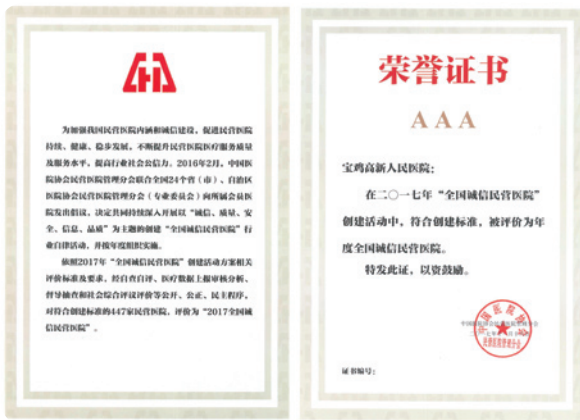 为加强我国民营医院内涵和诚信建设，促进民营医院
持续、健康、稳步发展，不断提升民营医院医疗服务质量
及服务水平，提高行业社会公信力。2016年2月，中国医
院协会民营医院管理分会联合全国24个省（市）、自治区
医院协会民营医院管理分会（专业委员会）向所属会员医
院发出倡议，决定共同持续深入开展以“诚信、质量、安
全、信息、品质”为主题的创建“全国诚信民营医院”行
业自律活动，并按年度组织实施。
依照2017年“全国诚信民营医院”创建活动方案相关
评价标准及要求，经自查自评、医疗数据上报审核分析、
督导抽查和社会综合评议评价等公开、公正、民主程序，
对符合创建标准的447家民营医院，评价为“2017全国诚
信民营医院”。
荣誉证书
AAA
宝鸡高新人民医院：
在二〇一七年“全国诚信民营医院”
创建活动中，符合创建标准，被评价为年
度全国诚信民营医院。
特发此证，以资鼓励。
中国医院协会
民营医院管理分会
证书编号：